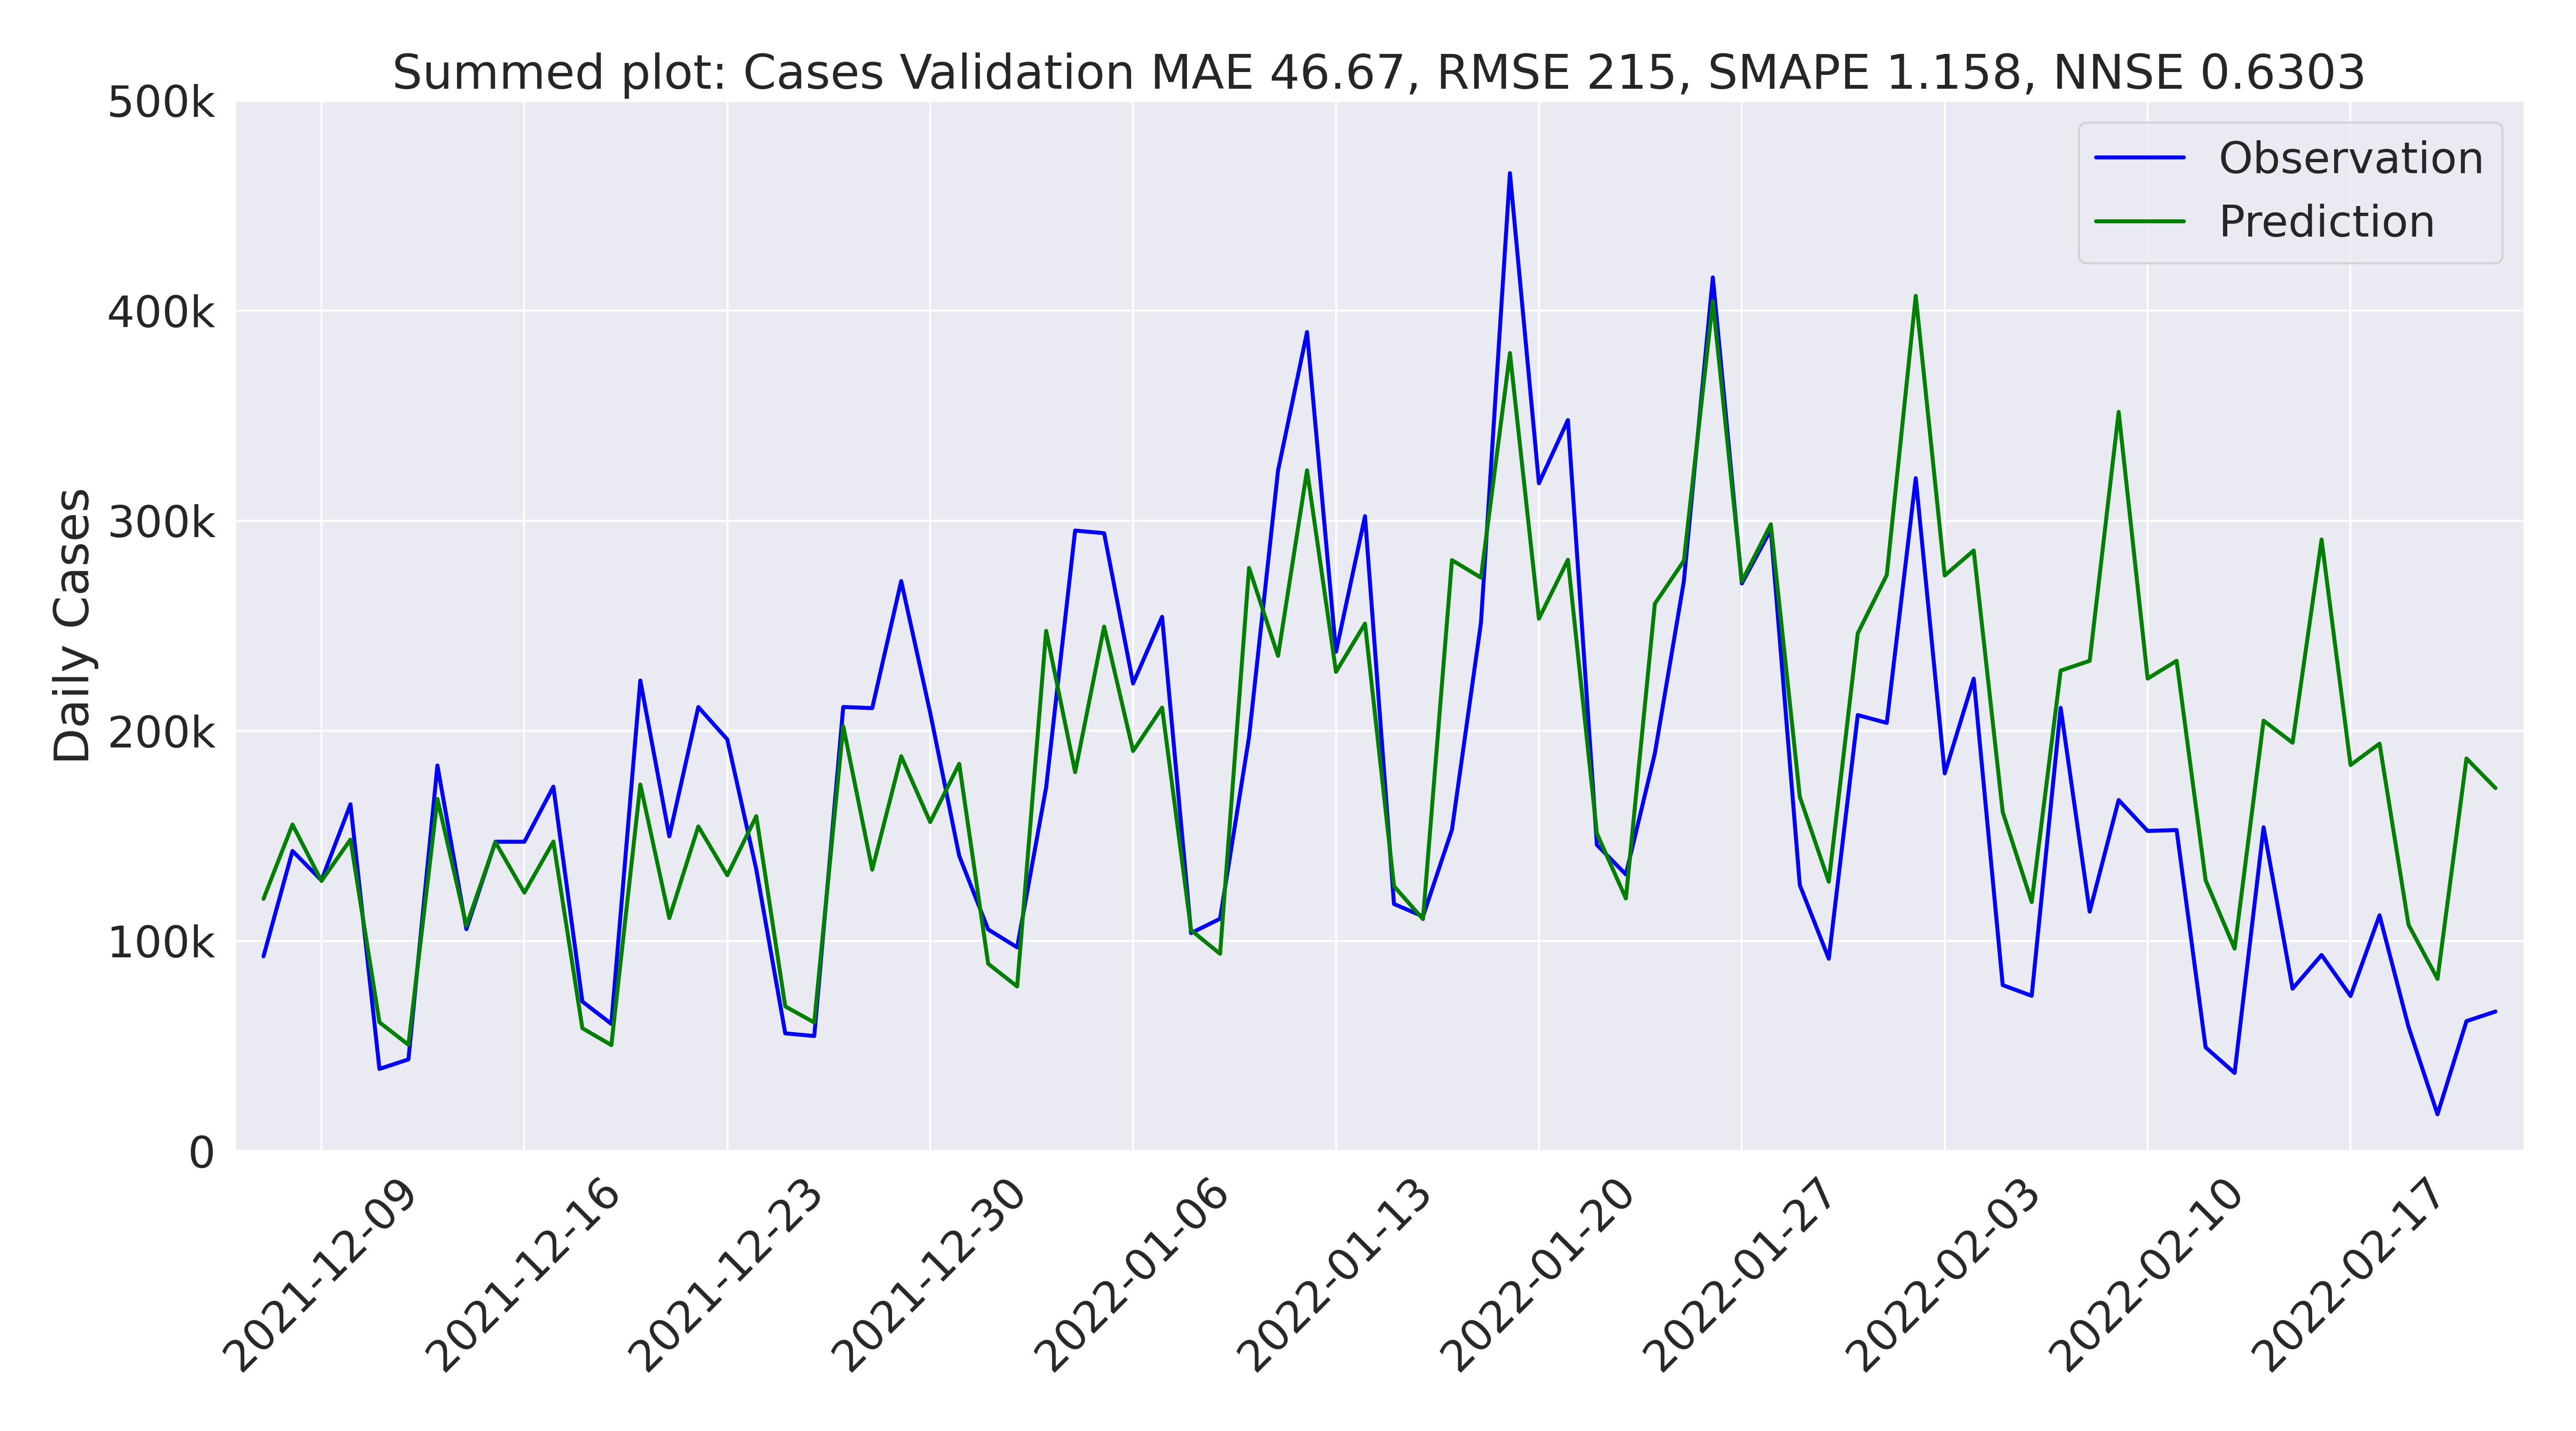 Summed plot: Cases Validation MAE 46.67, RMSE 215, SMAPE 1.158, NNSE 0.6303
500k
400k
300k
200k
100k
0
Daily Cases
Observation
Prediction
2021-12-09
2021-12-16
2021-12-23
2021-12-30
2022-01-06
2022-01-13
2022-01-20
2022-01-27
2022-02-03
2022-02-10
2022-02-17